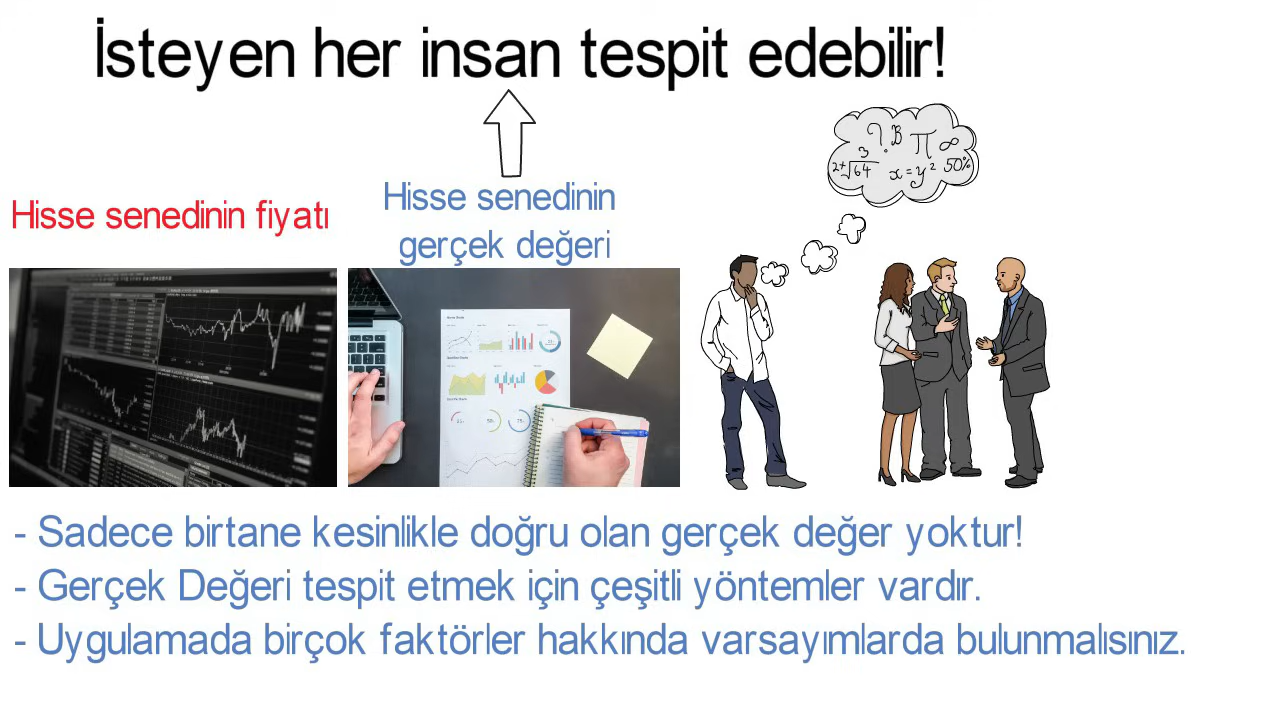 İsteyen her insan tespit edebilir!
Hisse senedinin fiyatı
Hisse senedinin
gerçek değeri
- Sadece birtane kesinlikle doğru olan gerçek değer yoktur!
- Gerçek Değeri tespit etmek için çeşitli yöntemler vardır.
- Uygulamada birçok faktörler hakkında varsayımlarda bulunmalısınız.